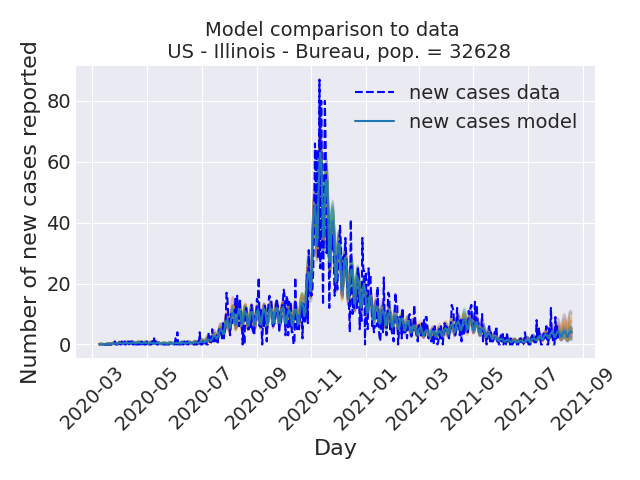 Model comparison to data
US - Illinois - Bureau, pop. = 32628
Number of new cases reported
80
60
40
20
0
new cases data
new cases model
2020-03
2020-05
2020-07
2020-09
2020-11
2021-01
2021-03
2021-05
2021-07
2021-09
Day